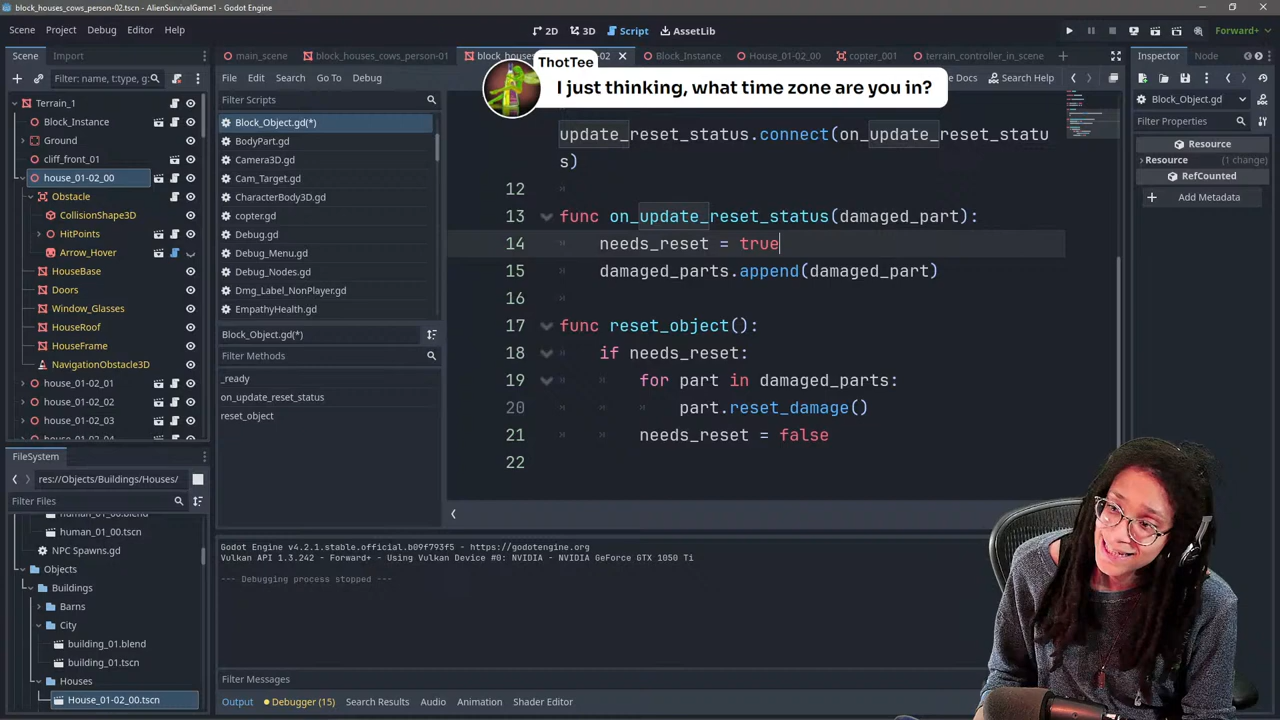 block_houses_cows_person-02.tscn - AlienSurvivalGame1 - Godot Engine
Scene Project Debug Editor Help
2D 3D Script AssetLib
Forward+
Scene Import
main_scene block_houses_cows_person-01 block_hous 02 Block_Instance House_01-02_00 copter_001 terrain_controller_in_scene
Inspector Node
ThotTee
I just thinking, what time zone are you in?
Filter: name, t:type, g:
File Edit Search Go To Debug
e Docs Search Help
Block_Object.gd
Filter Properties
Resource
Resource (1 change)
RefCounted
Add Metadata
Terrain_1
Block_Instance
Ground
cliff_front_01
house_01-02_00
Obstacle
CollisionShape3D
HitPoints
Arrow_Hover
HouseBase
Doors
Window_Glasses
HouseRoof
HouseFrame
NavigationObstacle3D
house_01-02_01
house_01-02_02
house_01-02_03
house_01-02_04
Filter Scripts
Block_Object.gd(*)
BodyPart.gd
Camera3D.gd
Cam_Target.gd
CharacterBody3D.gd
copter.gd
Debug.gd
Debug_Menu.gd
Debug_Nodes.gd
Dmg_Label_NonPlayer.gd
EmpathyHealth.gd
Block_Object.gd(*)
Filter Methods
_ready
on_update_reset_status
reset_object
update_reset_status.connect(on_update_reset_statu
s)
12
13 func on_update_reset_status(damaged_part):
14 needs_reset = true
15 damaged_parts.append(damaged_part)
16
17 func reset_object():
18 if needs_reset:
19 for part in damaged_parts:
20 part.reset_damage()
21 needs_reset = false
22
FileSystem
res://Objects/Buildings/Houses/
Filter Files
human_01_00.blend
human_01_00.tscn
NPC Spawns.gd
Objects
Buildings
Barns
City
building_01.blend
building_01.tscn
Houses
House_01-02_00.tscn
Godot Engine v4.2.1.stable.official.b09f793f5 - https://godotengine.org
Vulkan API 1.3.242 - Forward+ - Using Vulkan Device #0: NVIDIA - NVIDIA GeForce GTX 1050 Ti
--- Debugging process stopped ---
Filter Messages
Output Debugger (15) Search Results Audio Animation Shader Editor